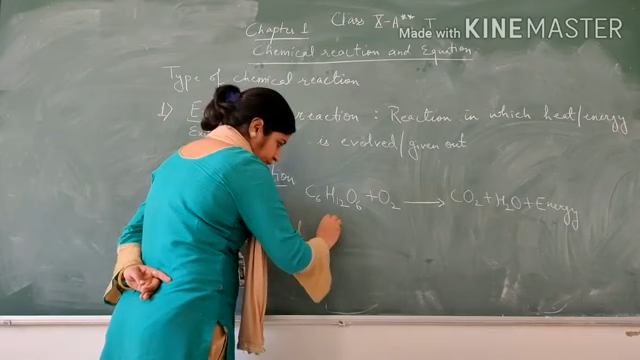 Chapter 1 Class X-A** T
Made with KINEMASTER
Chemical reaction and Equation
Type of chemical reaction
1) E reaction : Reaction in which heat/energy
is evolved/given out
C₆H₁₂O₆ + O₂ → CO₂ + H₂O + Energy